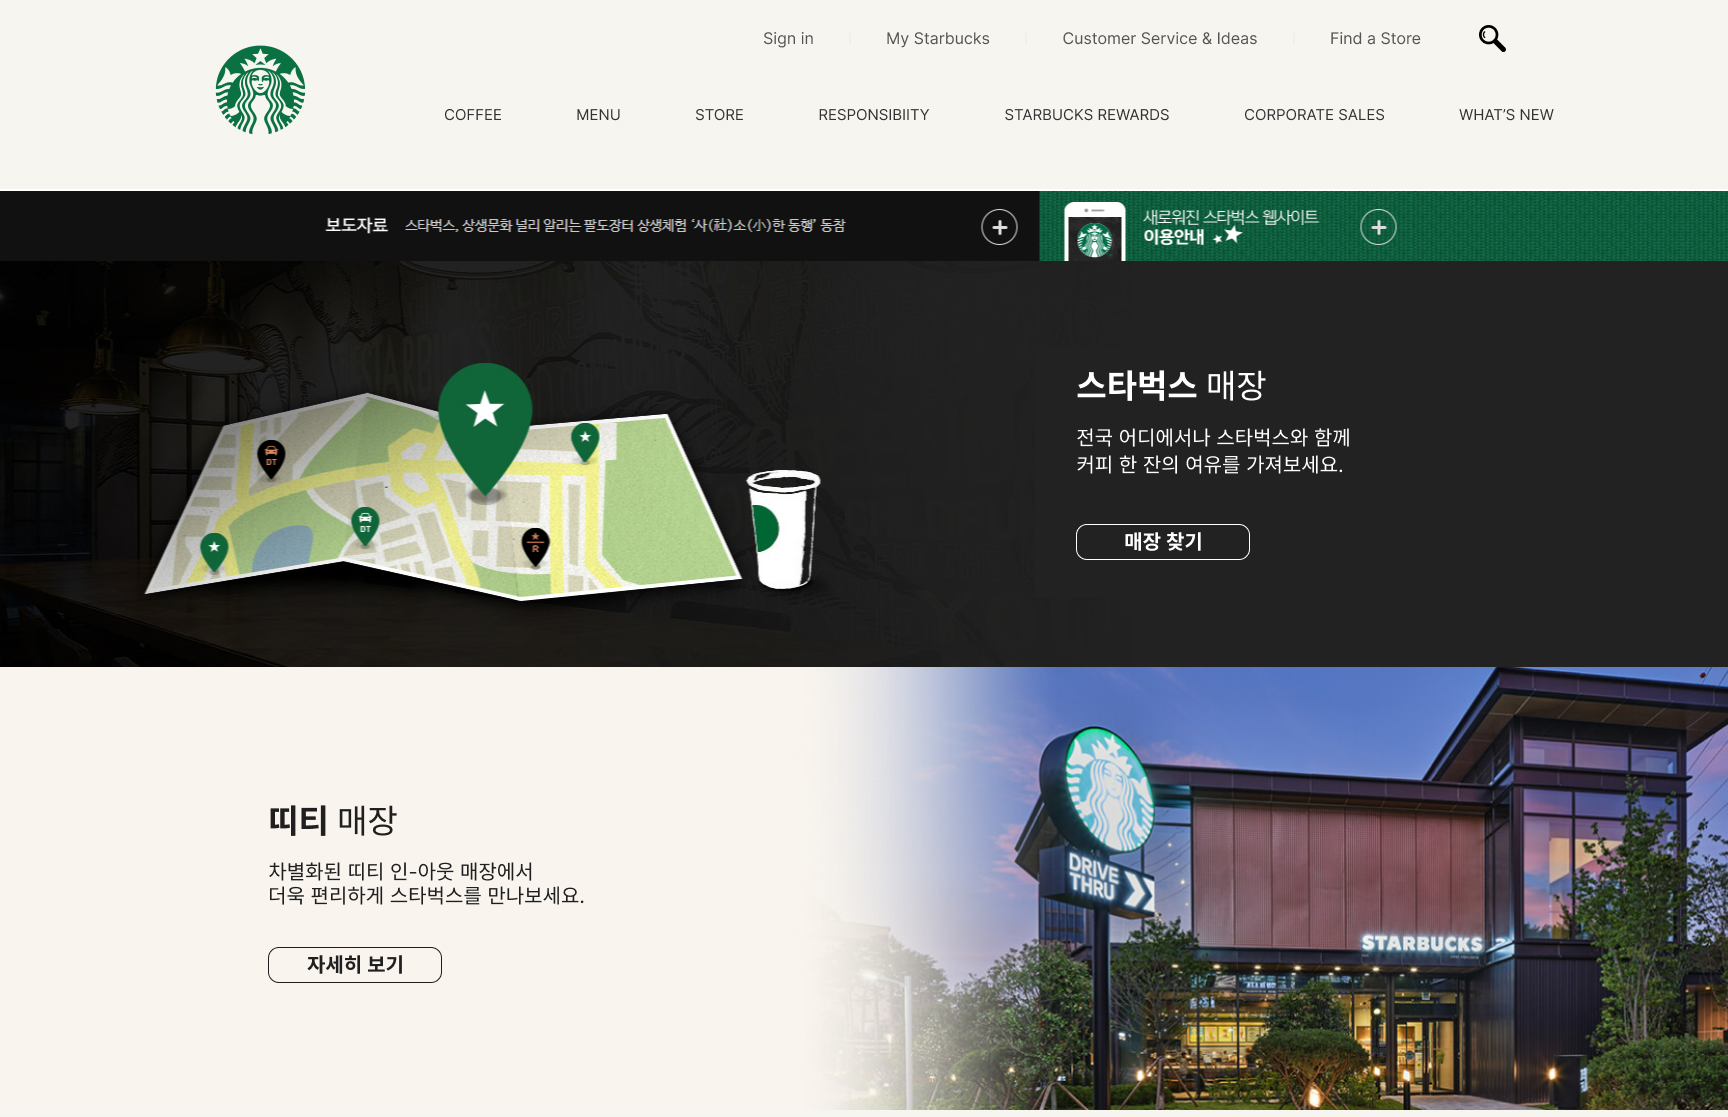 Sign in
My Starbucks
Customer Service & Ideas
Find a Store
COFFEE
MENU
STORE
RESPONSIBIITY
STARBUCKS REWARDS
CORPORATE SALES
WHAT'S NEW
보도자료 스타벅스, 상생문화 널리 알리는 팔도장터 상생체험 '사(社)소(小)한 동행' 동참
새로워진 스타벅스 웹사이트
이용안내
DT
DT
R
스타벅스 매장
전국 어디에서나 스타벅스와 함께
커피 한 잔의 여유를 가져보세요.
매장 찾기
띠티 매장
차별화된 띠티 인-아웃 매장에서
더욱 편리하게 스타벅스를 만나보세요.
자세히 보기
DRIVE
THRU
STARBUCKS